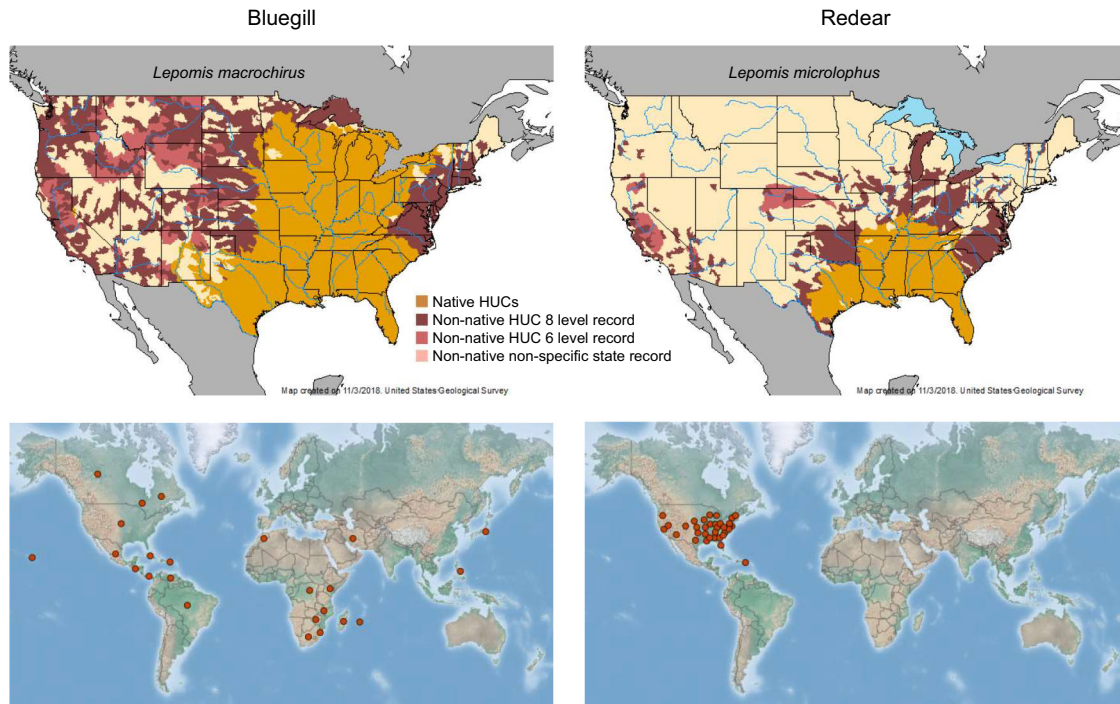 Bluegill
Redear
Lepomis macrochirus
Lepomis microlophus
Native HUCs
Non-native HUC 8 level record
Non-native HUC 6 level record
Non-native non-specific state record
Map created on 11/3/2018. United States Geological Survey
Map created on 11/3/2018. United States Geological Survey